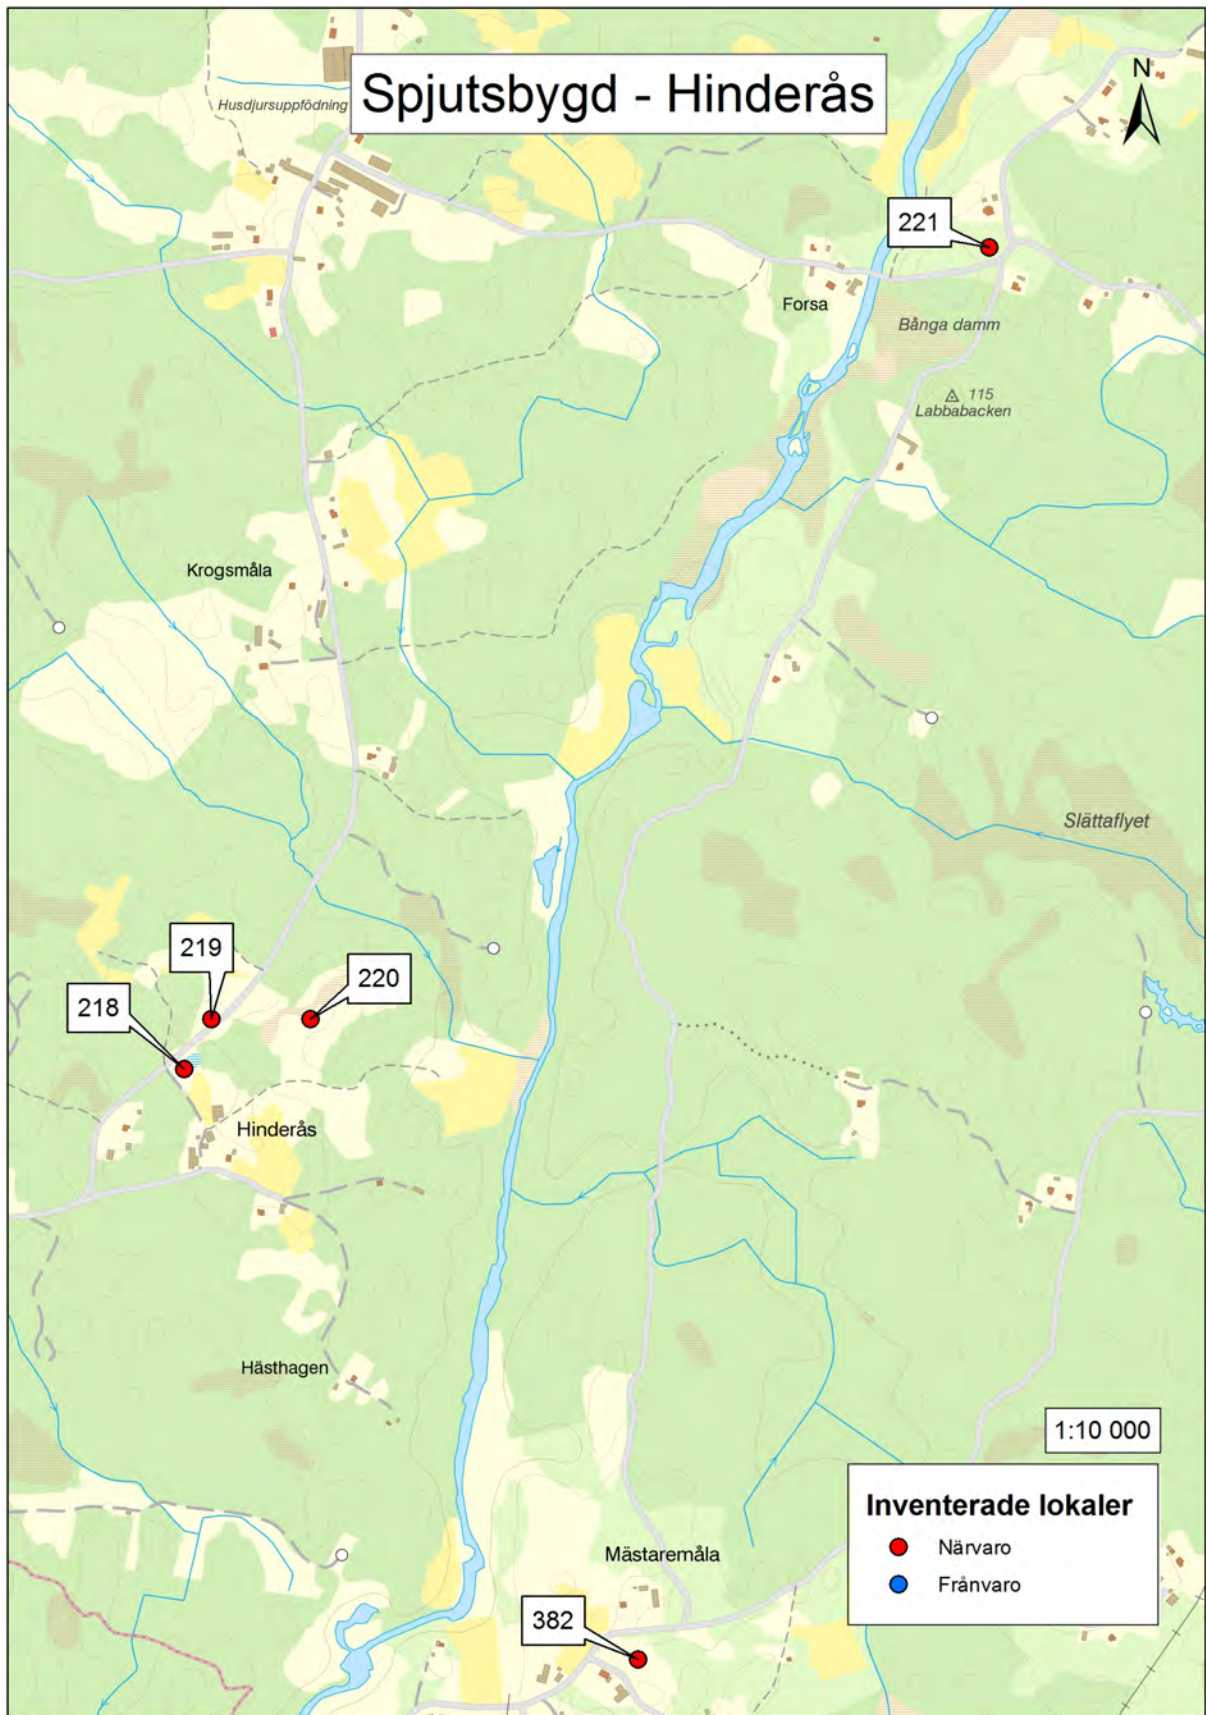 Spjutsbygd - Hinderås
N
Husdjursuppfödning
221
Forsa
Bånga damm
115
Labbabacken
Krogsmåla
Slättaflyet
219
220
218
Hinderås
Hästhagen
1:10 000
Inventerade lokaler
Närvaro
Frånvaro
Mästaremåla
382